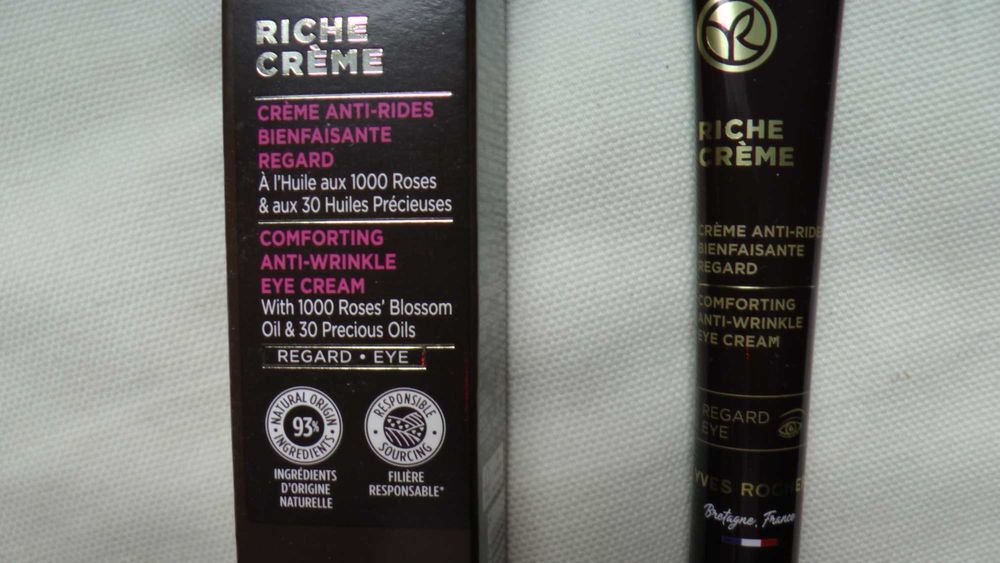 RICHE
CRÈME
CRÈME ANTI-RIDES
BIENFAISANTE
REGARD
À l'Huile aux 1000 Roses
& aux 30 Huiles Précieuses
COMFORTING
ANTI-WRINKLE
EYE CREAM
With 1000 Roses' Blossom
Oil & 30 Precious Oils
REGARD • EYE
NATURAL ORIGIN
93%
INGREDIENTS
INGRÉDIENTS
D'ORIGINE
NATURELLE
RESPONSIBLE
SOURCING
FILIÈRE
RESPONSABLE*
RICHE
CRÈME
CRÈME ANTI-RIDE
BIENFAISANTE
REGARD
COMFORTING
ANTI-WRINKLE
EYE CREAM
REGARD
EYE
YVES ROCHE
Bretagne, France